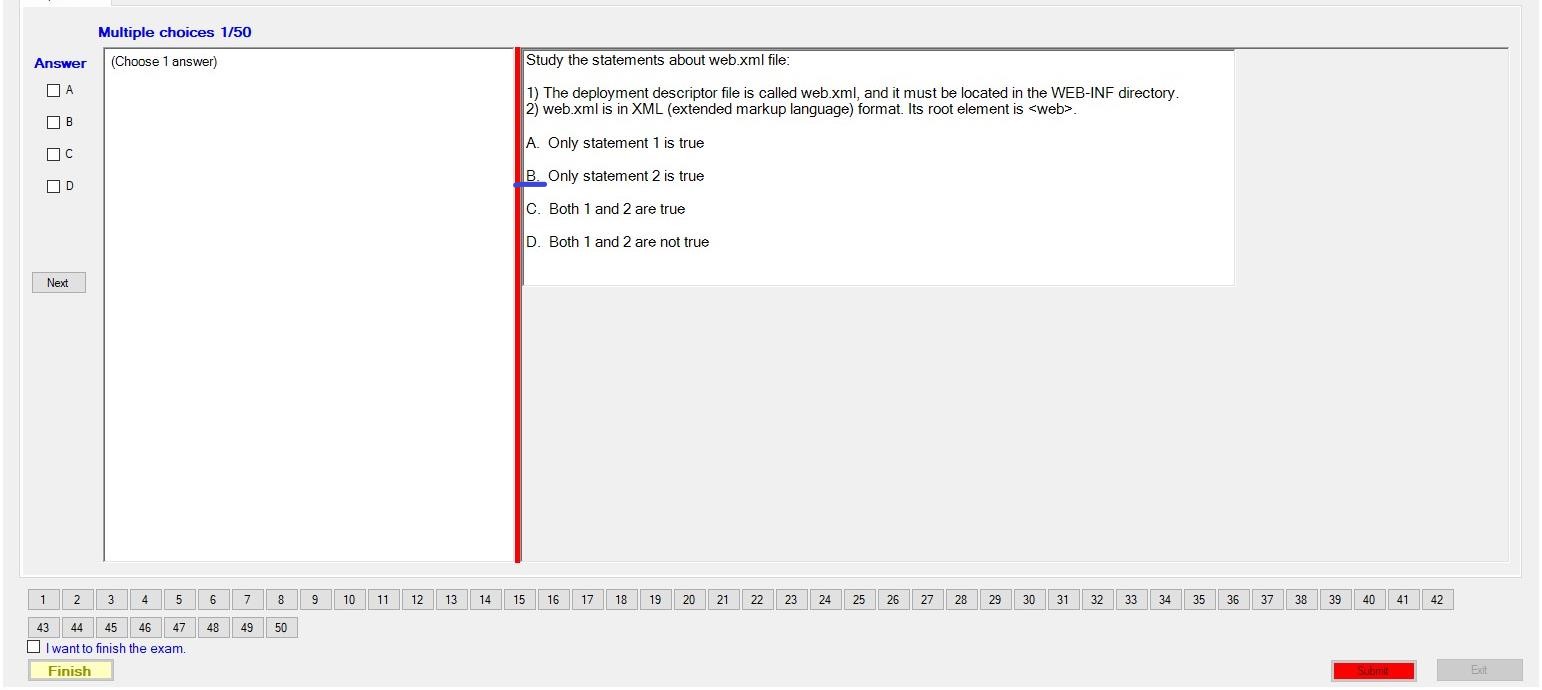 Multiple choices 1/50
Answer
A
B
C
D
Next
(Choose 1 answer)
Study the statements about web.xml file:
1) The deployment descriptor file is called web.xml, and it must be located in the WEB-INF directory.
2) web.xml is in XML (extended markup language) format. Its root element is <web>.
A. Only statement 1 is true
B. Only statement 2 is true
C. Both 1 and 2 are true
D. Both 1 and 2 are not true
1 2 3 4 5 6 7 8 9 10 11 12 13 14 15 16 17 18 19 20 21 22 23 24 25 26 27 28 29 30 31 32 33 34 35 36 37 38 39 40 41 42
43 44 45 46 47 48 49 50
I want to finish the exam.
Finish
Submit
Exit